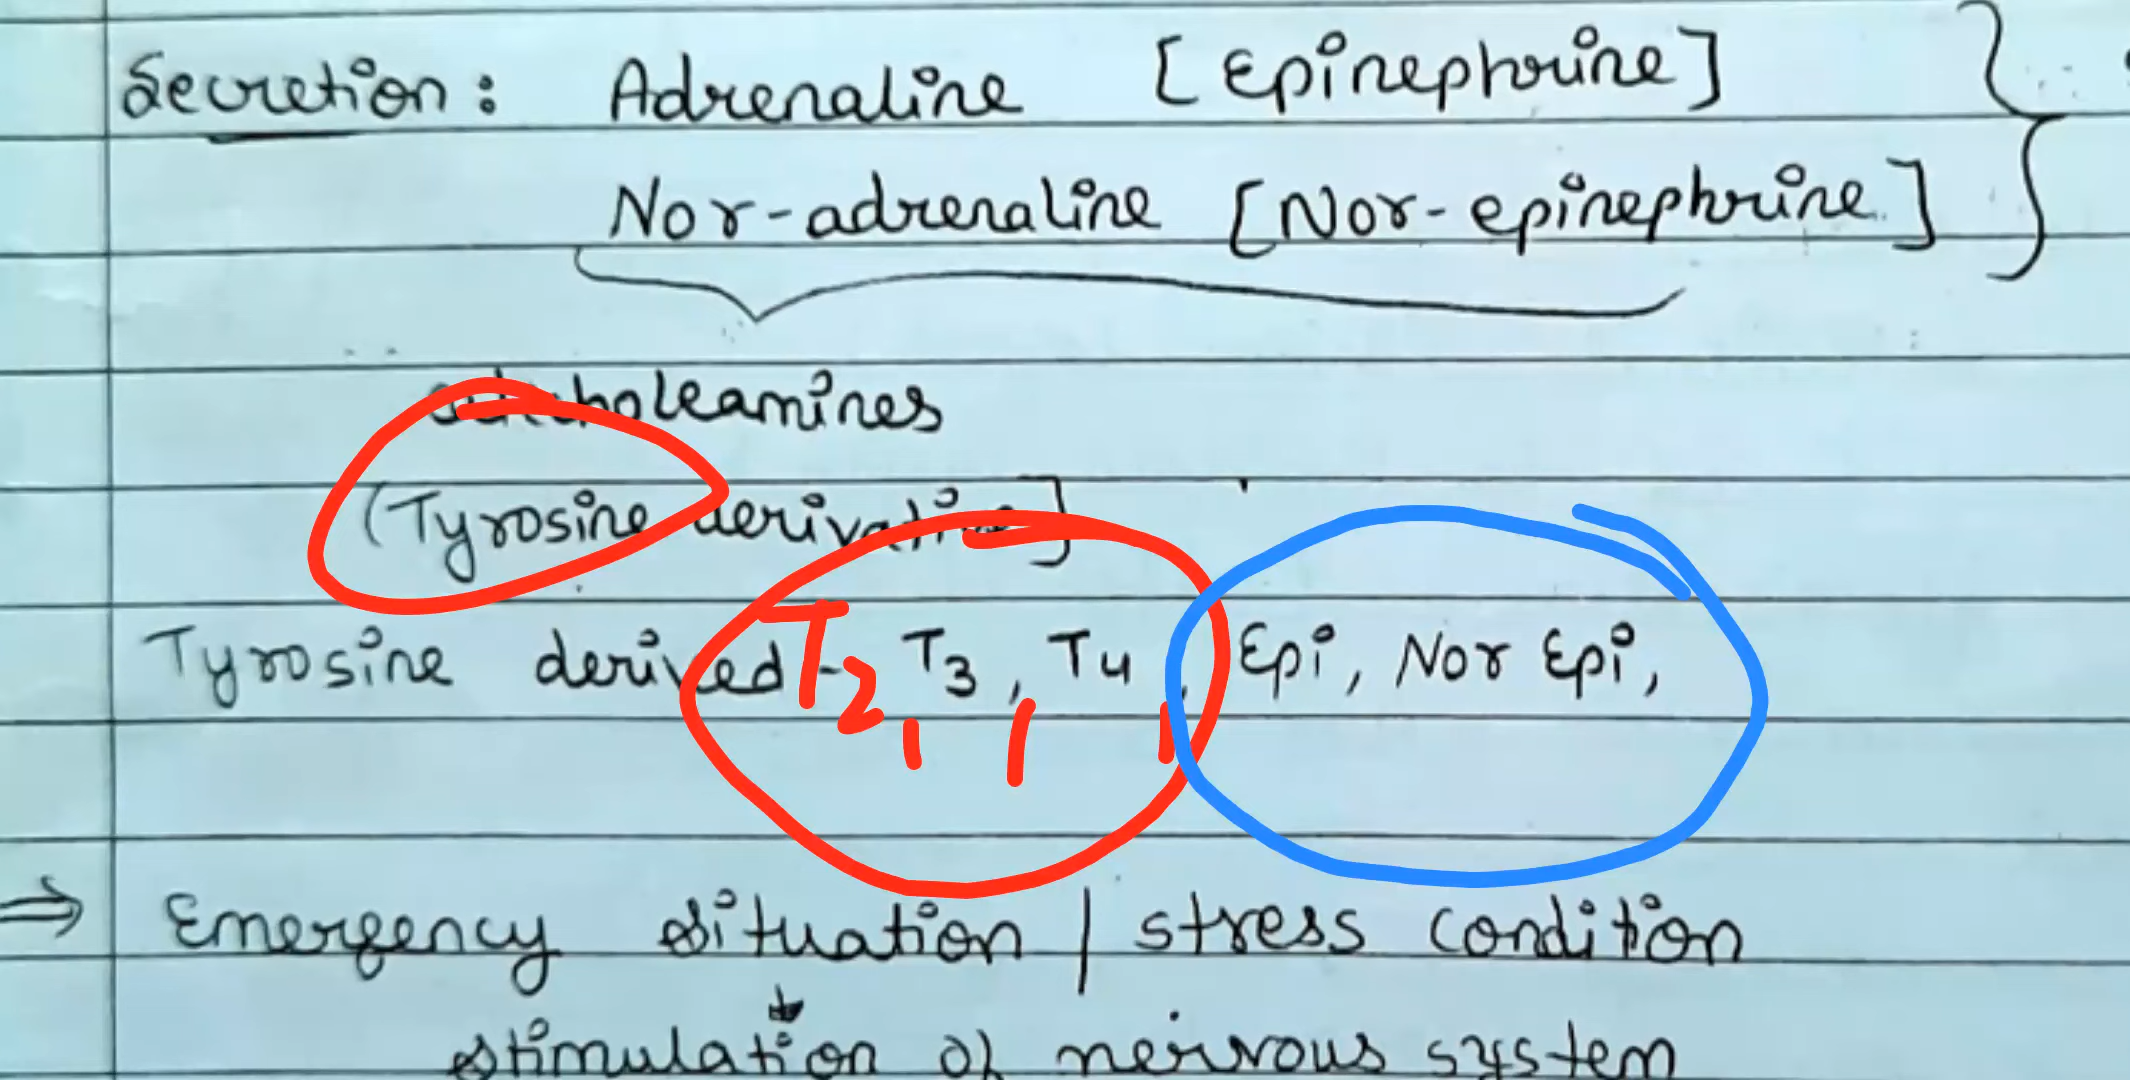 Secretion: Adrenaline [Epinephrine]
Nor-adrenaline [Nor-epinephrine]
(Tyrosine derivative]
Tyrosine derived - T2, T3, T4, Epi, Nor Epi,
⇒ Emergency situation / stress condition
stimulation of nervous system